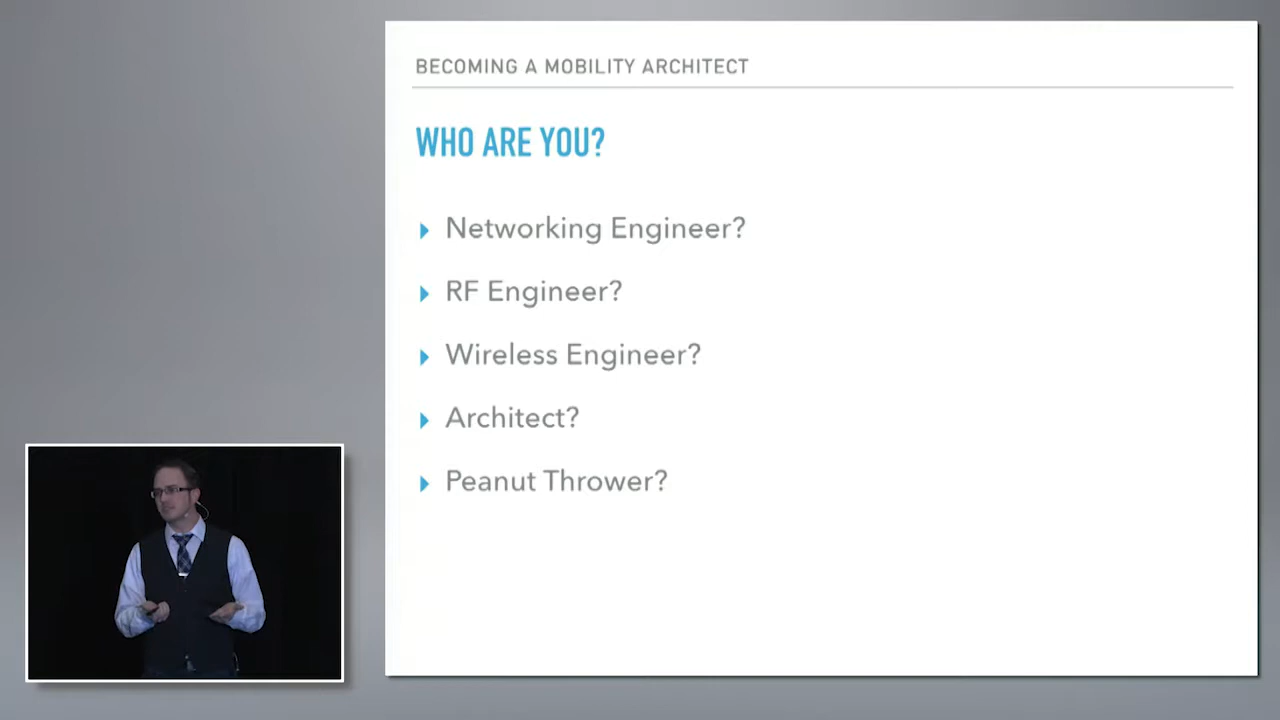 BECOMING A MOBILITY ARCHITECT
WHO ARE YOU?
Networking Engineer?
RF Engineer?
Wireless Engineer?
Architect?
Peanut Thrower?